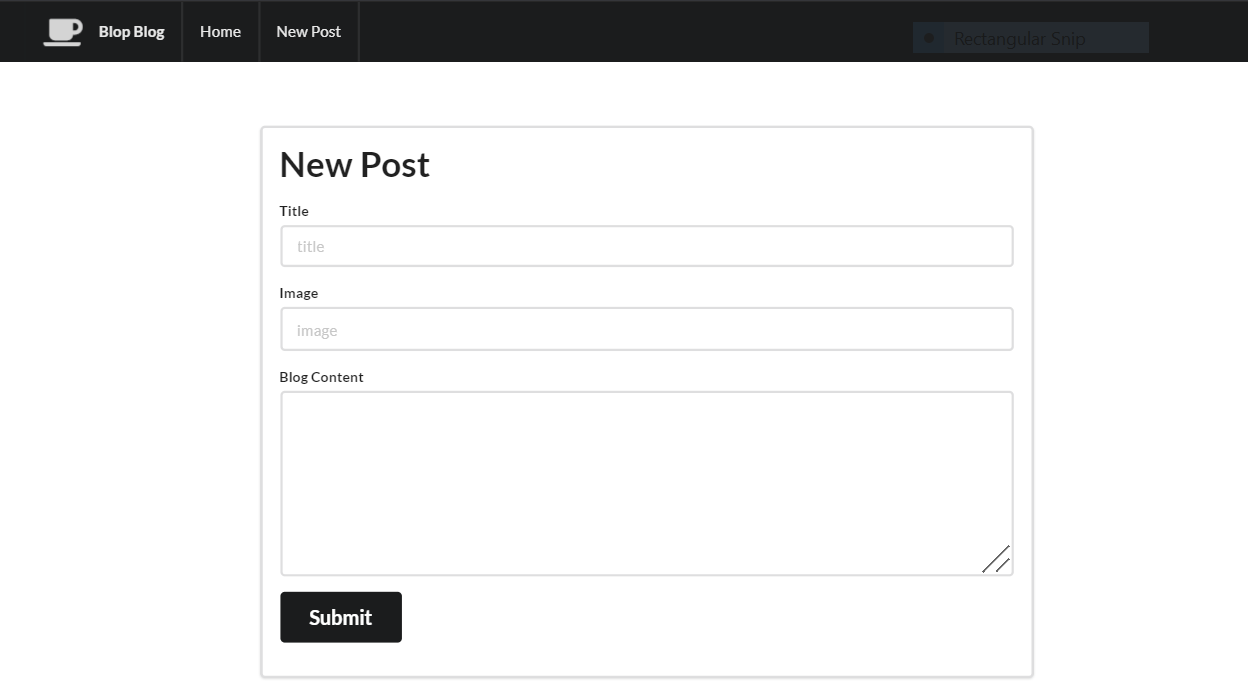 Blop Blog Home New Post
Rectangular Snip
New Post
Title
title
Image
image
Blog Content
Submit